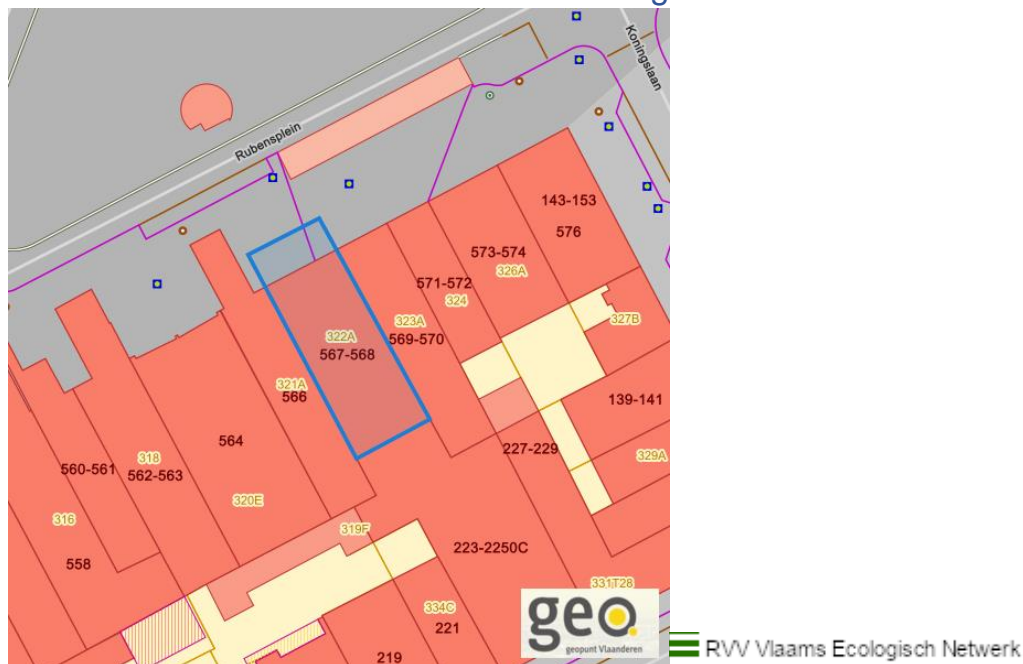 Koningslaan
Rubensplein
143-153
576
573-574
326A
571-572
324
327B
323A
569-570
322A
567-568
321A
566
139-141
564
227-229
329A
560-561
318
562-563
320E
316
319F
558
223-2250C
331T28
334C
221
219
geo.
geopunt Vlaanderen
RVV Vlaams Ecologisch Netwerk